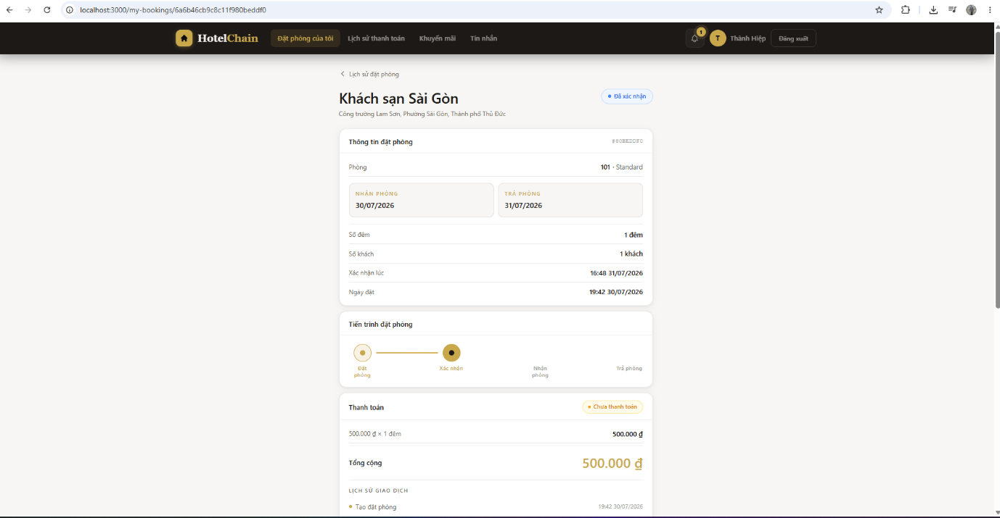 localhost:3000/my-bookings/6a6b46cb9c8c11f980beddf0
HotelChain Đặt phòng của tôi Lịch sử thanh toán Khuyến mãi Tin nhắn 1 T Thành Hiệp Đăng xuất
Lịch sử đặt phòng
Khách sạn Sài Gòn Đã xác nhận
Công trường Lam Sơn, Phường Sài Gòn, Thành phố Thủ Đức
Thông tin đặt phòng #80BEDDF0
Phòng 101 · Standard
NHẬN PHÒNG TRẢ PHÒNG
30/07/2026 31/07/2026
Số đêm 1 đêm
Số khách 1 khách
Xác nhận lúc 16:48 31/07/2026
Ngày đặt 19:42 30/07/2026
Tiến trình đặt phòng
Đặt phòng Xác nhận Nhận phòng Trả phòng
Thanh toán Chưa thanh toán
500.000 ₫ × 1 đêm 500.000 ₫
Tổng cộng 500.000 ₫
LỊCH SỬ GIAO DỊCH
Tạo đặt phòng 19:42 30/07/2026